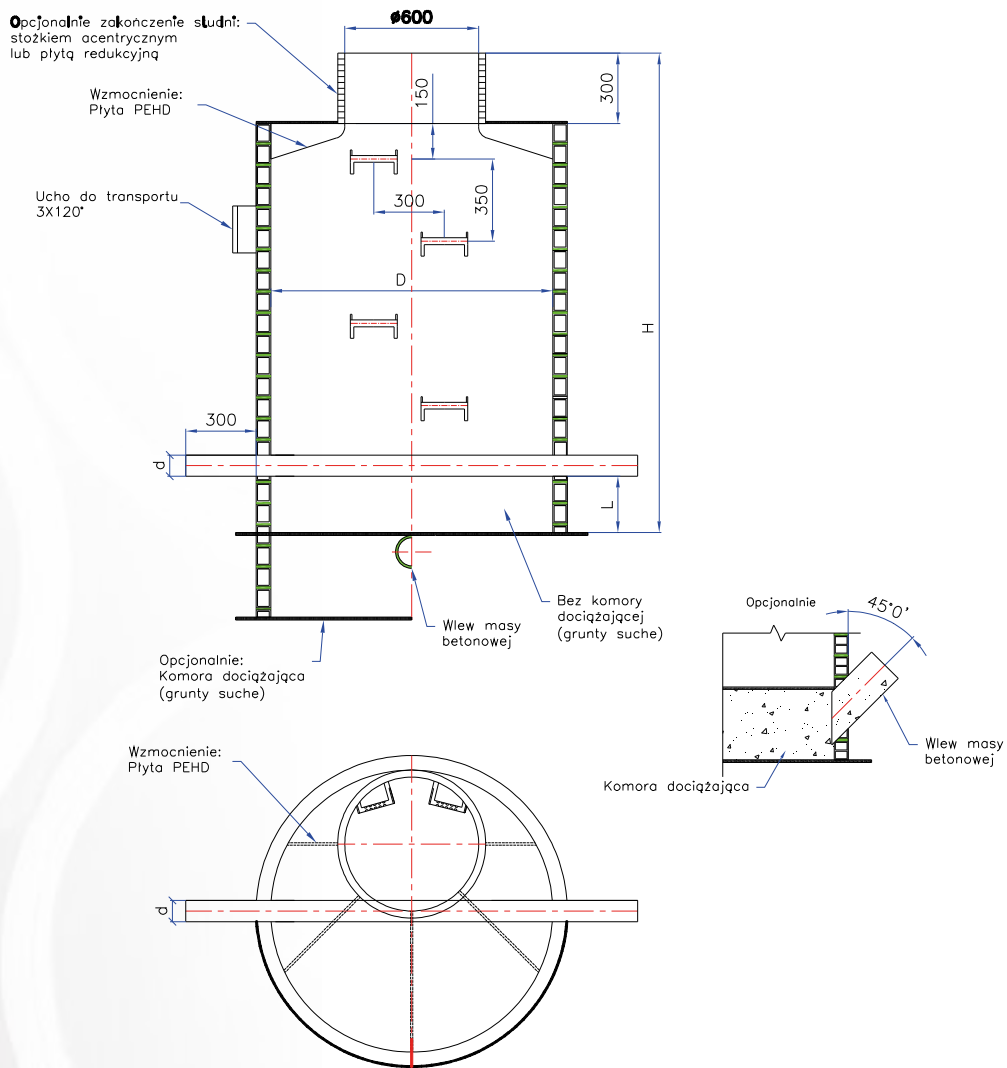 Opcjonalnie zakończenie studni:
stożkiem acentrycznym
lub płytą redukcyjną
ø600
Wzmocnienie:
Płyta PEHD
150
300
Ucho do transportu
3X120°
300
350
D
H
300
d
L
Bez komory
dociążającej
(grunty suche)
Wlew masy
betonowej
Opcjonalnie:
Komora dociążająca
(grunty suche)
Opcjonalnie
45°0'
Wlew masy
betonowej
Komora dociążająca
Wzmocnienie:
Płyta PEHD
d